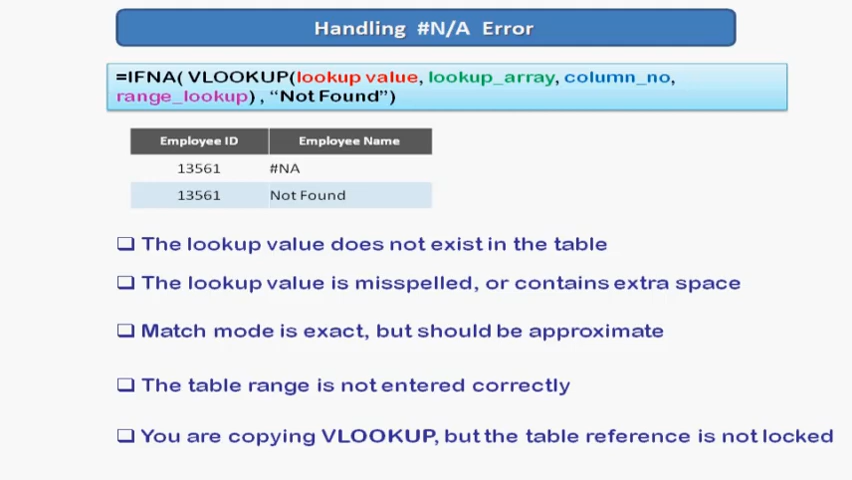 Handling #N/A Error
=IFNA( VLOOKUP(lookup value, lookup_array, column_no,
range_lookup) , “Not Found”)
Employee ID Employee Name
13561 #NA
13561 Not Found
❑ The lookup value does not exist in the table
❑ The lookup value is misspelled, or contains extra space
❑ Match mode is exact, but should be approximate
❑ The table range is not entered correctly
❑ You are copying VLOOKUP, but the table reference is not locked